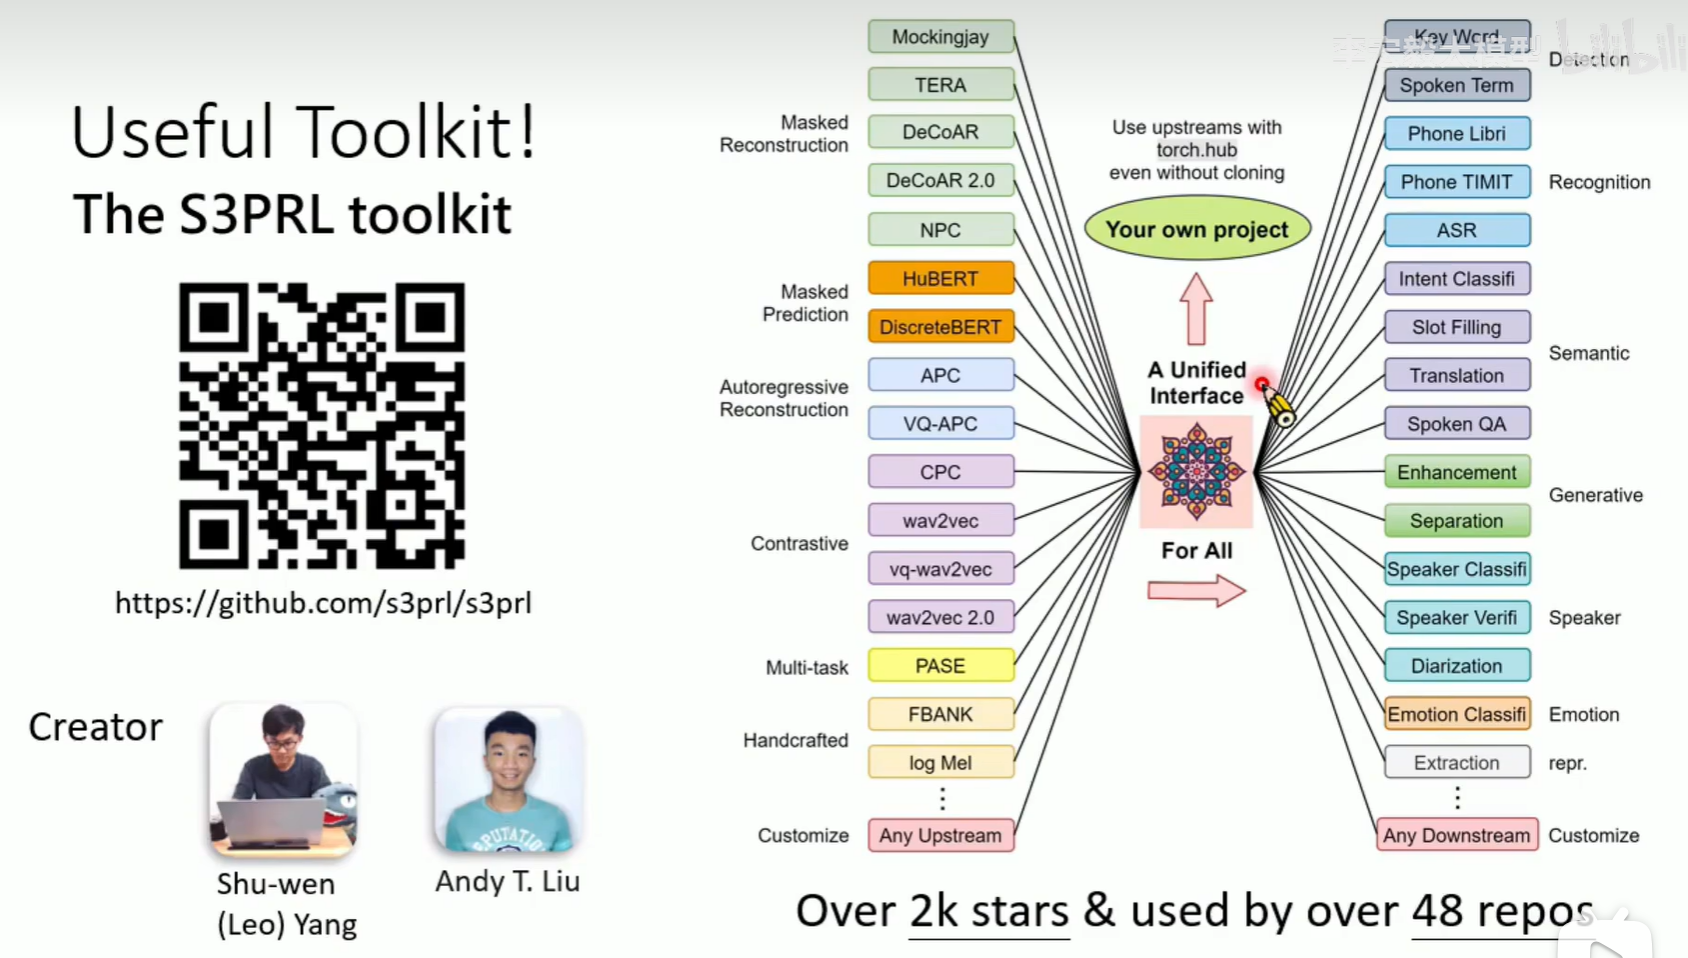 Useful Toolkit!
The S3PRL toolkit
https://github.com/s3prl/s3prl
Creator
Shu-wen
(Leo) Yang
Andy T. Liu
Masked
Reconstruction
Mockingjay
TERA
DeCoAR
DeCoAR 2.0
NPC
Masked
Prediction
HuBERT
DiscreteBERT
Autoregressive
Reconstruction
APC
VQ-APC
Contrastive
CPC
wav2vec
vq-wav2vec
wav2vec 2.0
Multi-task
PASE
Handcrafted
FBANK
log Mel
Customize
Any Upstream
Use upstreams with
torch.hub
even without cloning
Your own project
A Unified
Interface
For All
Key Word
Spoken Term
Detection
Phone Libri
Phone TIMIT
ASR
Recognition
Intent Classifi
Slot Filling
Translation
Spoken QA
Semantic
Enhancement
Separation
Generative
Speaker Classifi
Speaker Verifi
Diarization
Speaker
Emotion Classifi
Emotion
Extraction
repr.
Any Downstream
Customize
Over 2k stars & used by over 48 repos
bilibili